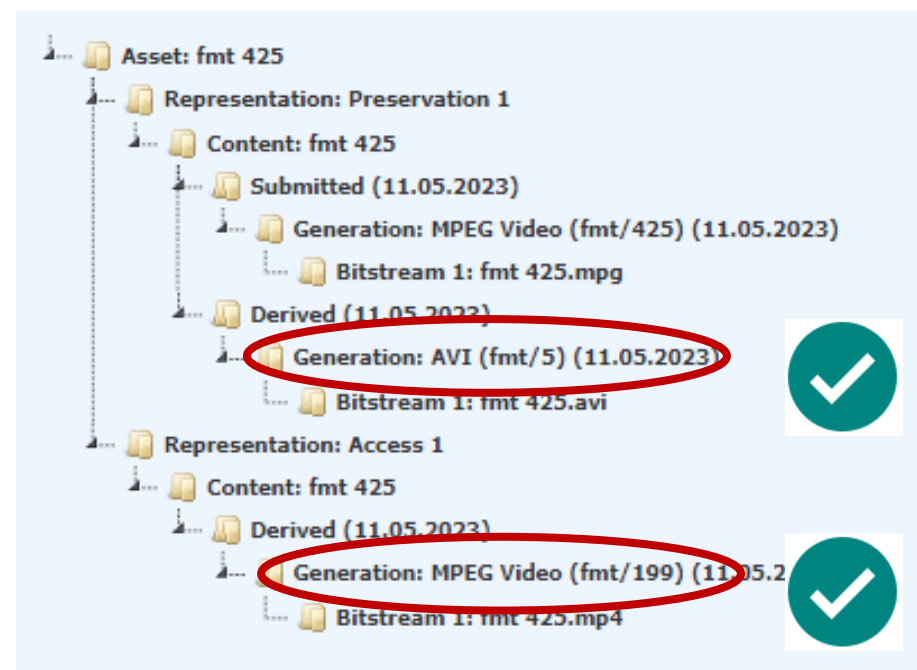 Asset: fmt 425
Representation: Preservation 1
Content: fmt 425
Submitted (11.05.2023)
Generation: MPEG Video (fmt/425) (11.05.2023)
Bitstream 1: fmt 425.mpg
Derived (11.05.2023)
Generation: AVI (fmt/5) (11.05.2023)
Bitstream 1: fmt 425.avi
Representation: Access 1
Content: fmt 425
Derived (11.05.2023)
Generation: MPEG Video (fmt/199) (11.05.2
Bitstream 1: fmt 425.mp4